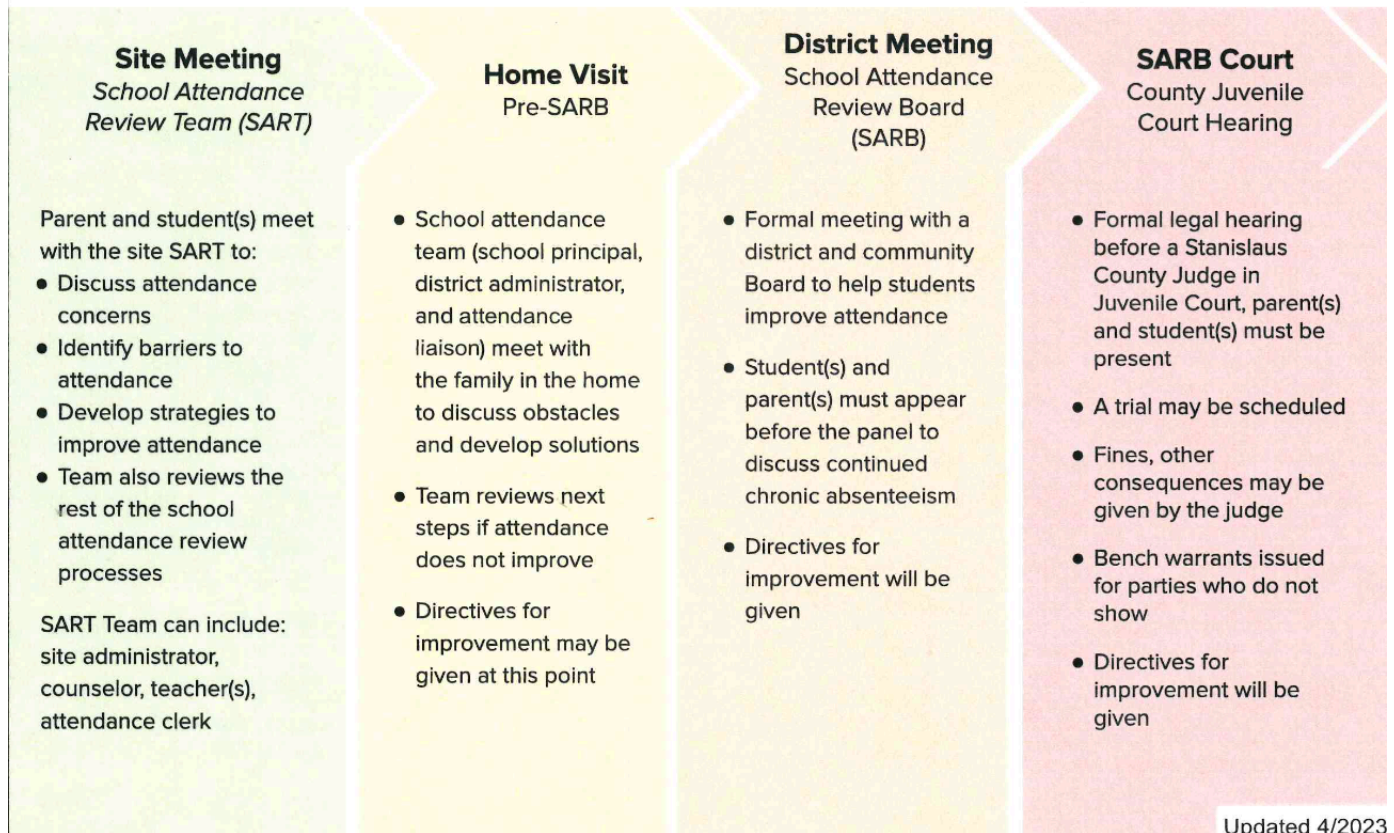 Site Meeting
School Attendance
Review Team (SART)
Parent and student(s) meet
with the site SART to:
● Discuss attendance
concerns
● Identify barriers to
attendance
● Develop strategies to
improve attendance
● Team also reviews the
rest of the school
attendance review
processes
SART Team can include:
site administrator,
counselor, teacher(s),
attendance clerk
Home Visit
Pre-SARB
● School attendance
team (school principal,
district administrator,
and attendance
liaison) meet with
the family in the home
to discuss obstacles
and develop solutions
● Team reviews next
steps if attendance
does not improve
● Directives for
improvement may be
given at this point
District Meeting
School Attendance
Review Board
(SARB)
● Formal meeting with a
district and community
Board to help students
improve attendance
● Student(s) and
parent(s) must appear
before the panel to
discuss continued
chronic absenteeism
● Directives for
improvement will be
given
SARB Court
County Juvenile
Court Hearing
● Formal legal hearing
before a Stanislaus
County Judge in
Juvenile Court, parent(s)
and student(s) must be
present
● A trial may be scheduled
● Fines, other
consequences may be
given by the judge
● Bench warrants issued
for parties who do not
show
● Directives for
improvement will be
given
Updated 4/2023